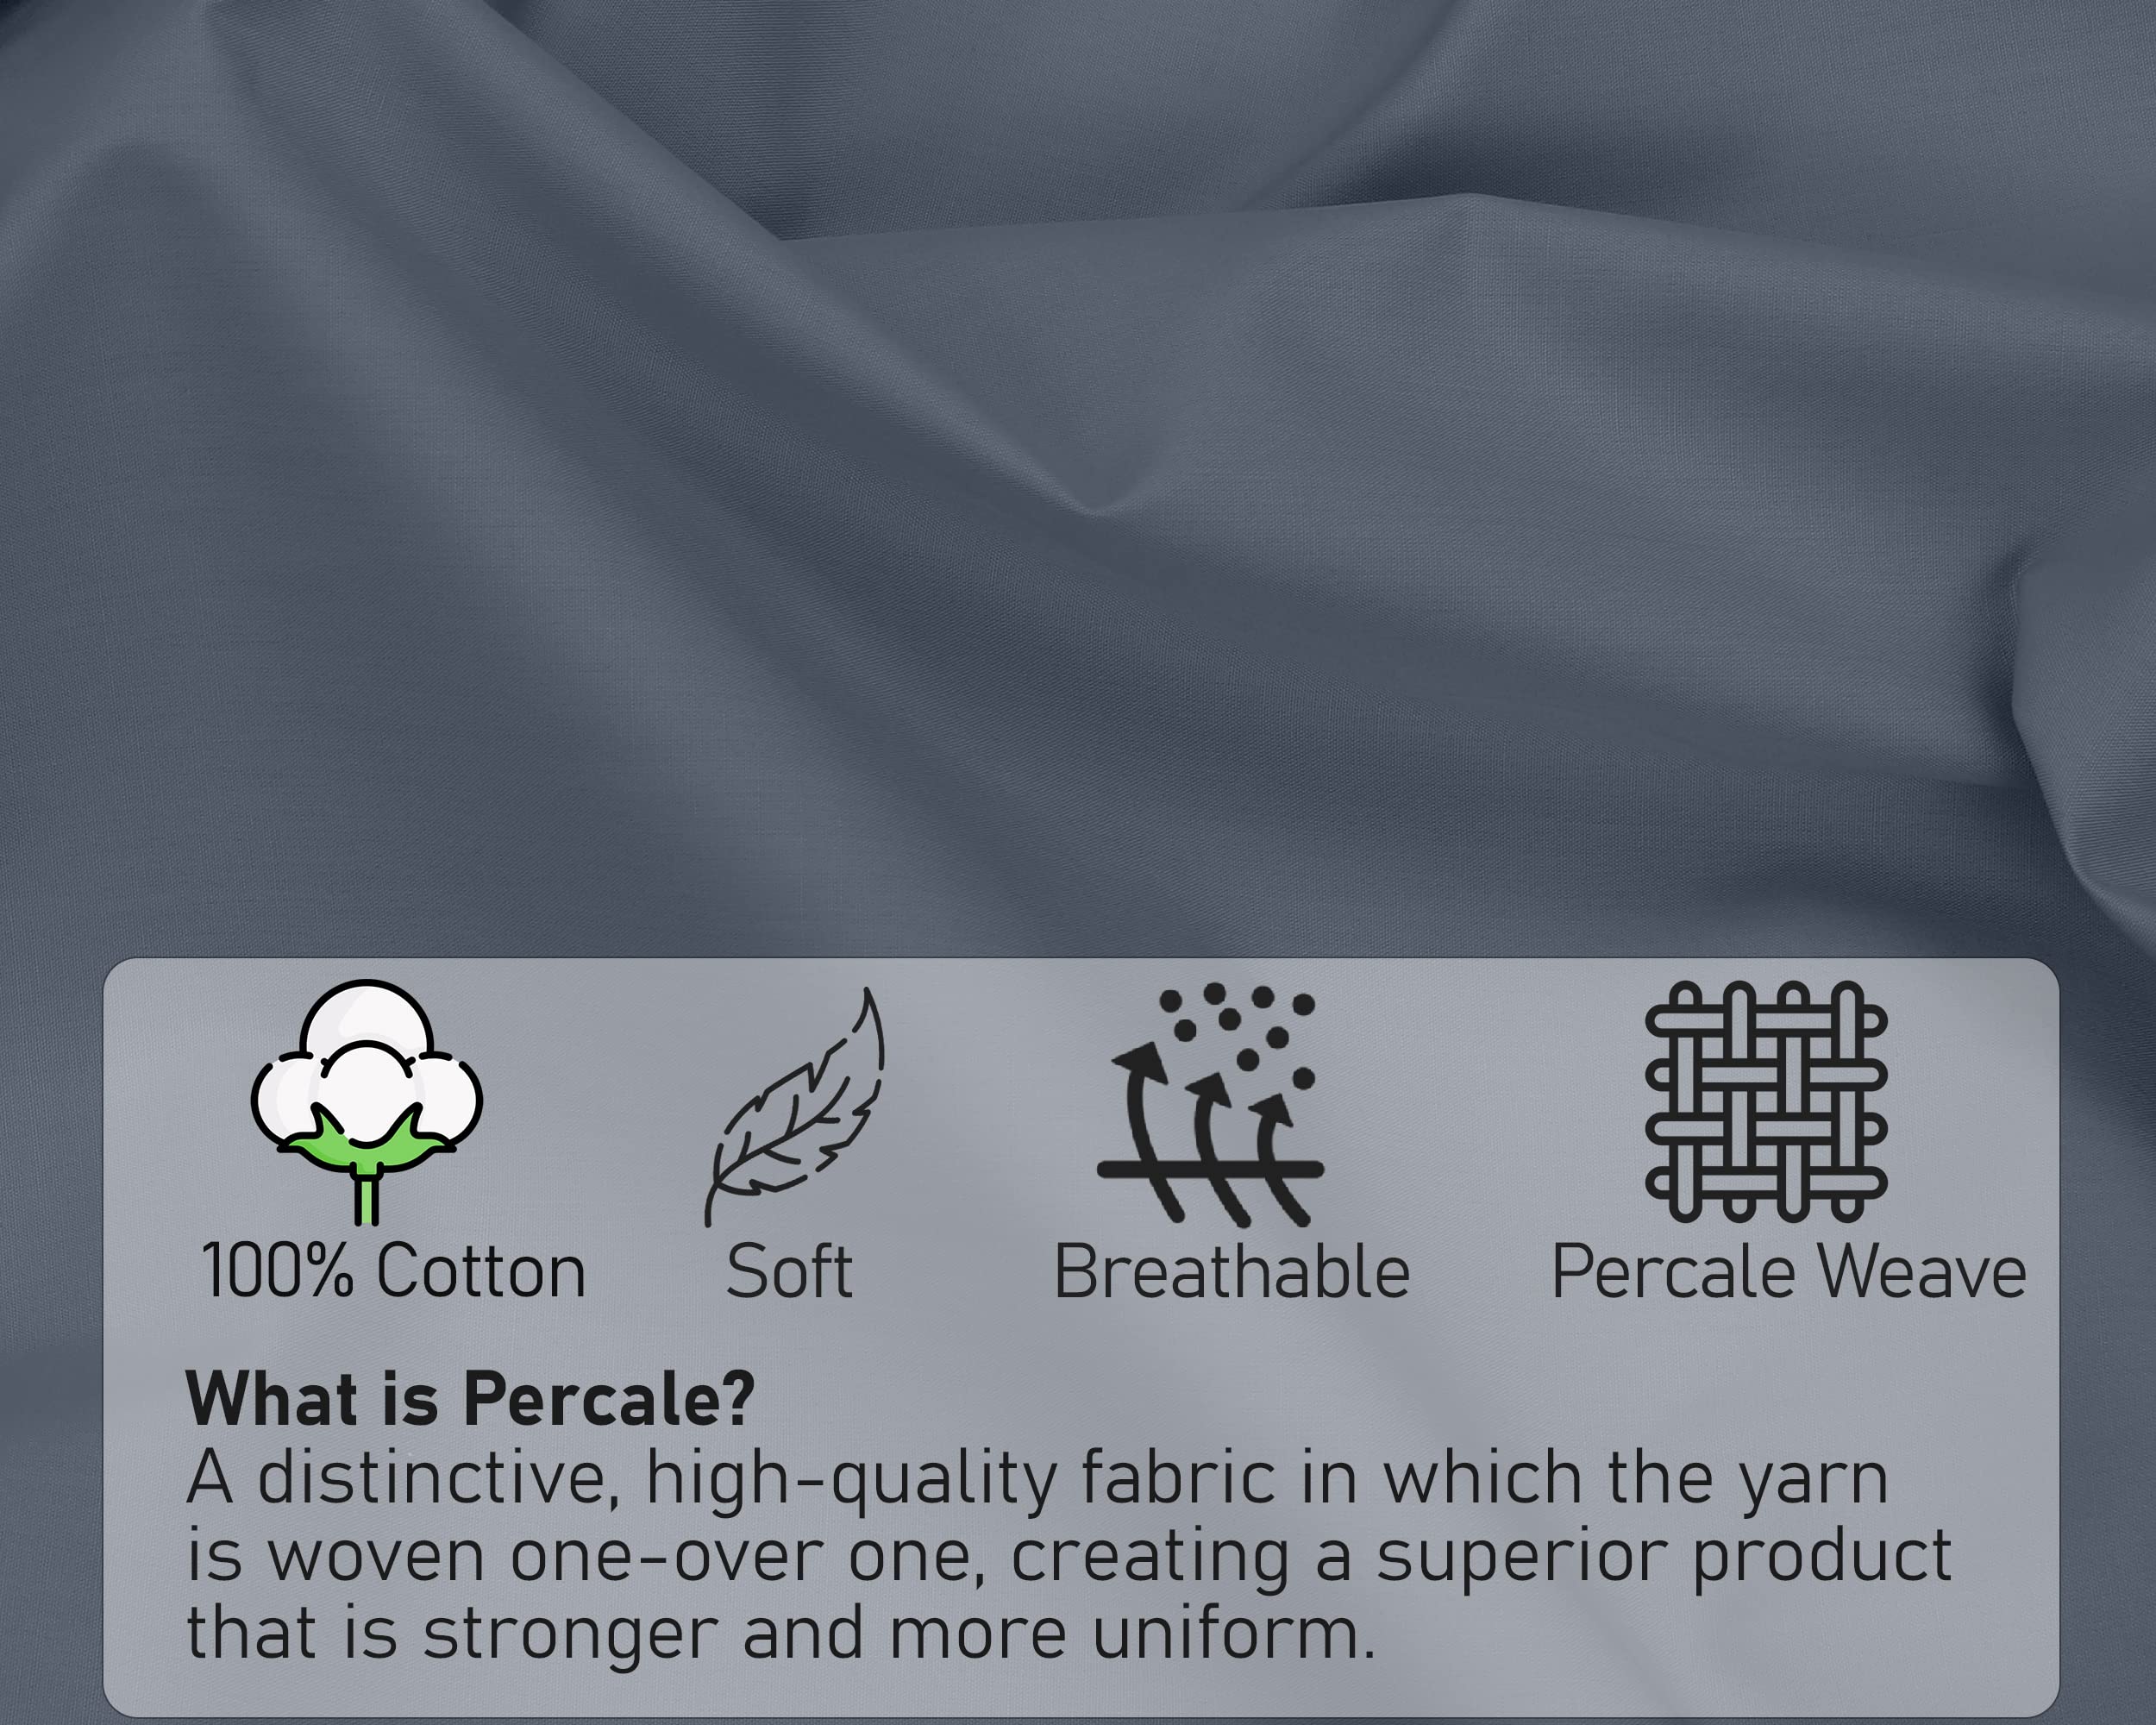 100% Cotton
Soft
Breathable
Percale Weave
What is Percale?
A distinctive, high-quality fabric in which the yarn
is woven one-over one, creating a superior product
that is stronger and more uniform.